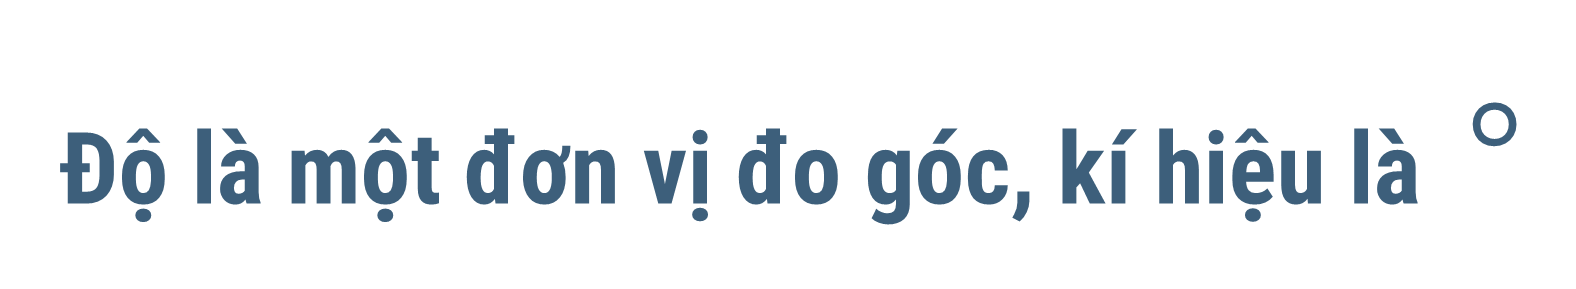 Độ là một đơn vị đo góc, kí hiệu là °